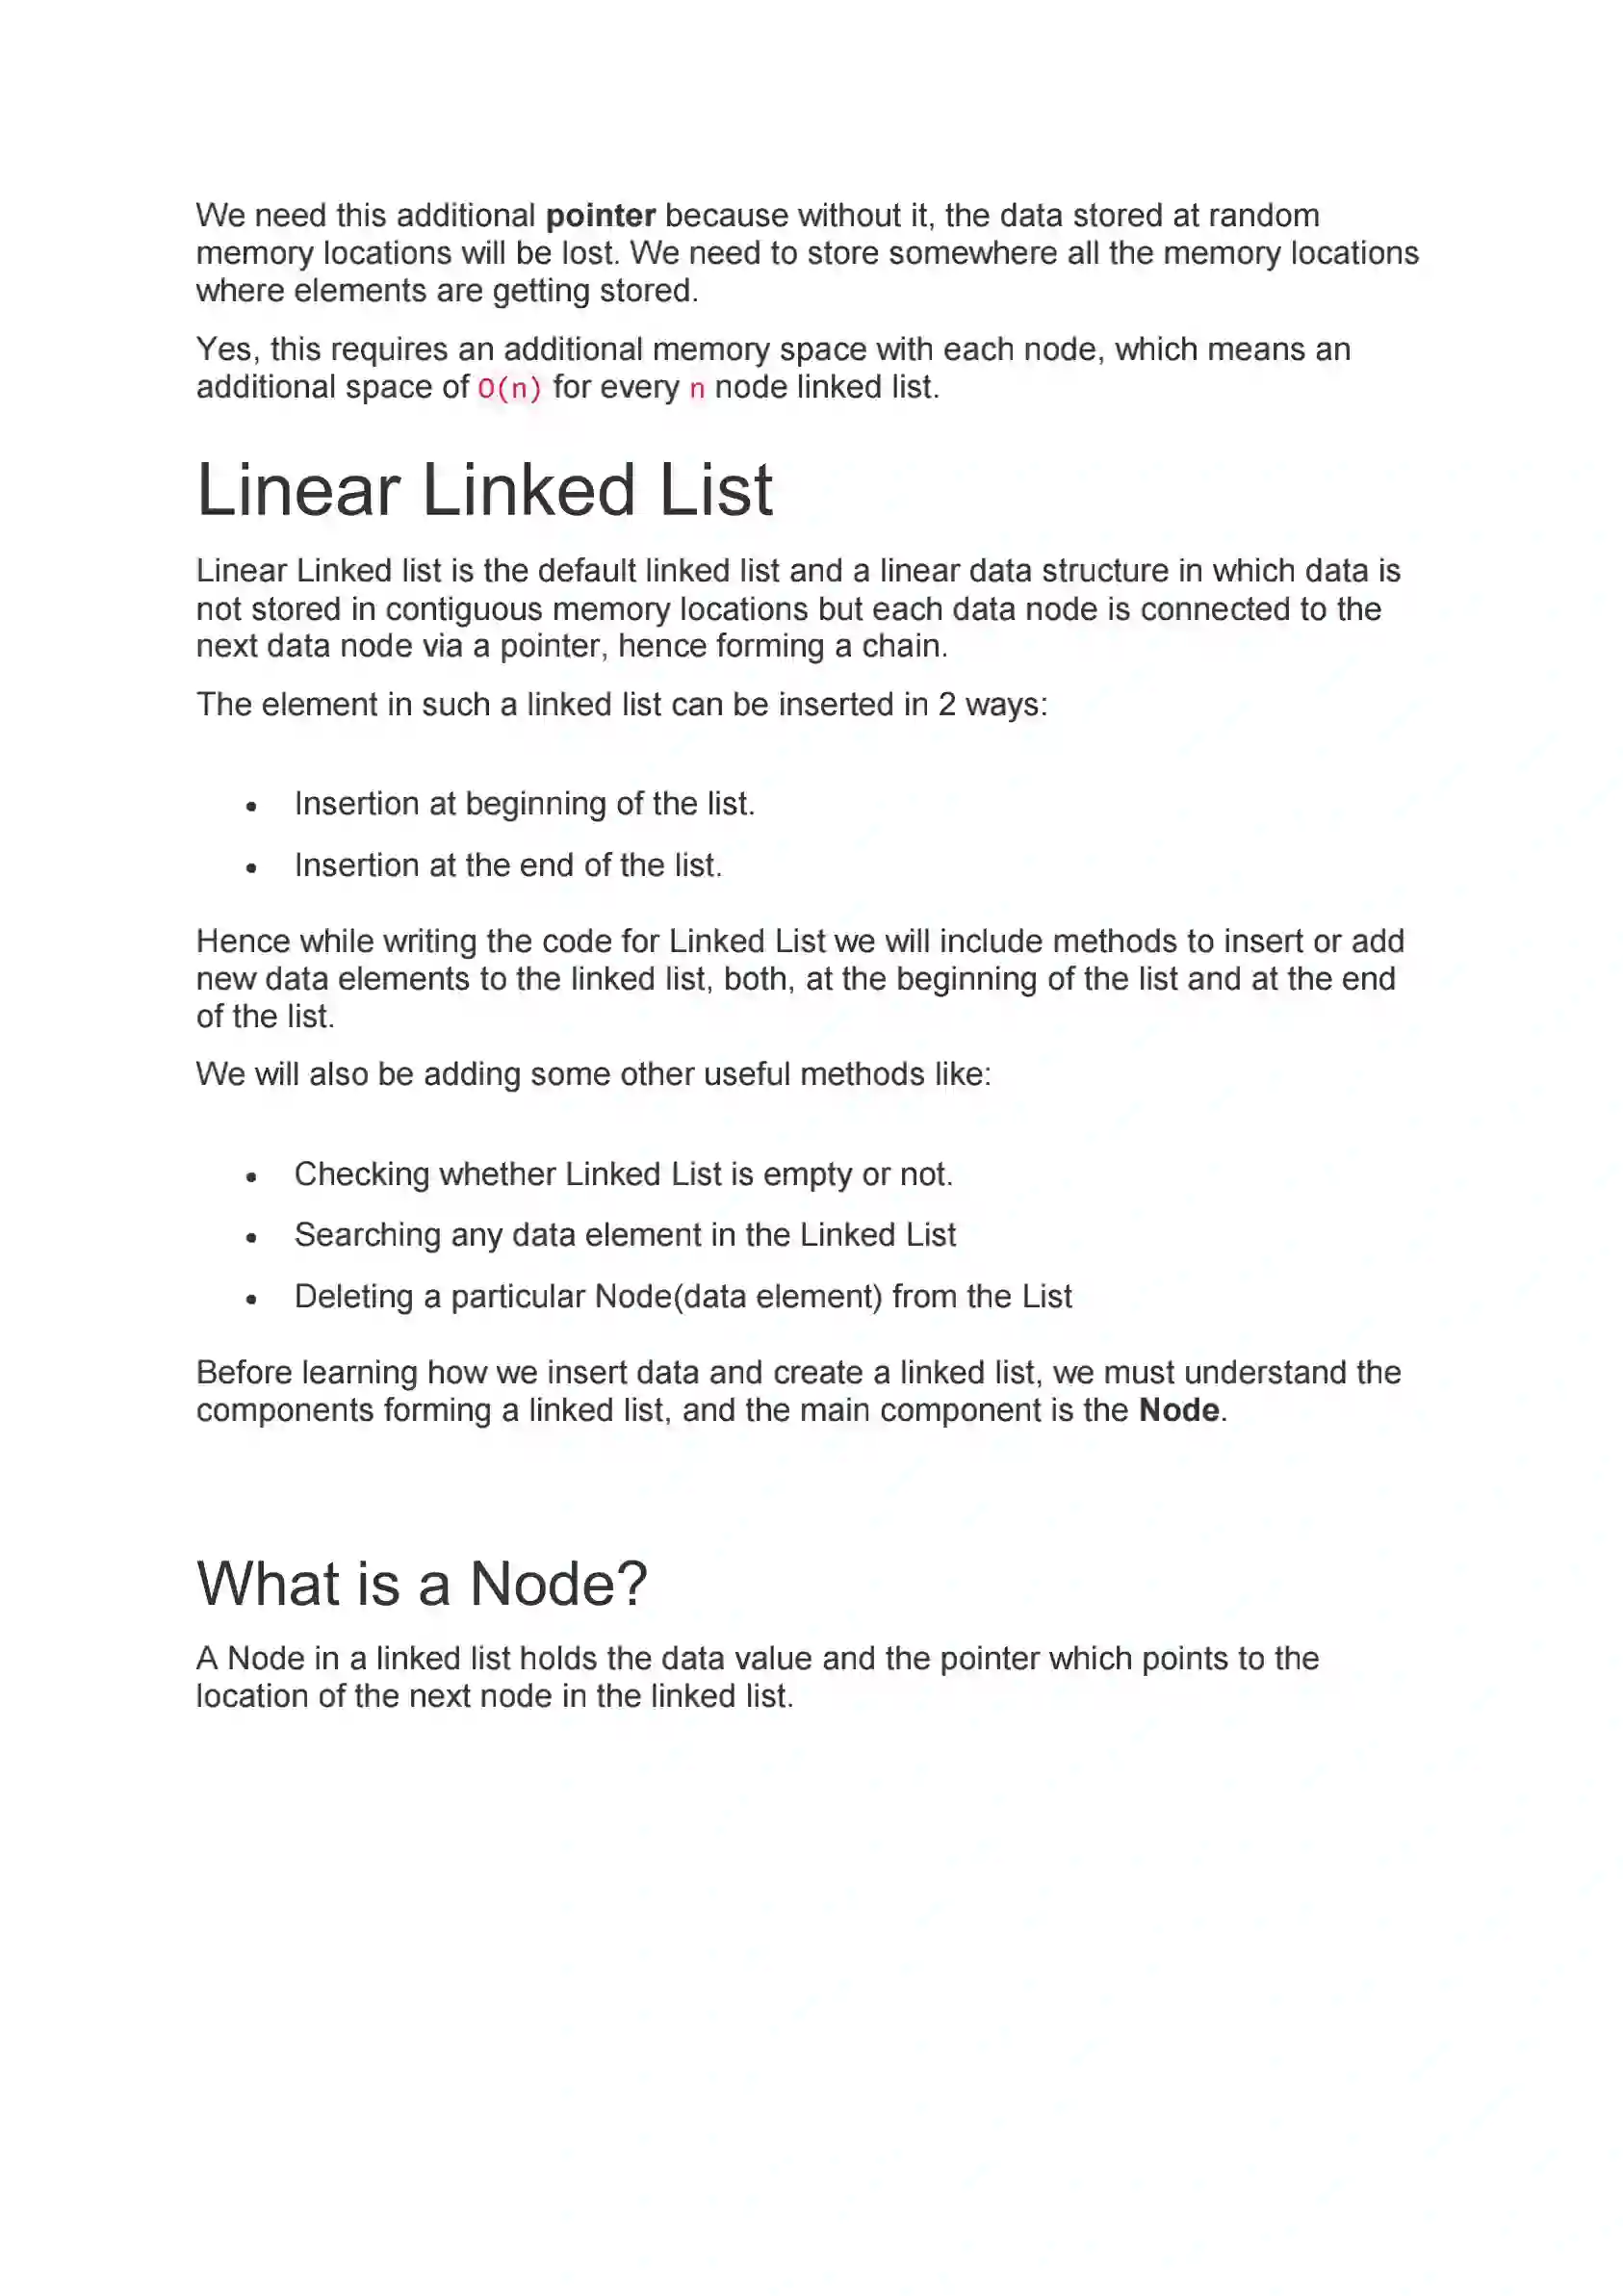 We need this additional pointer because without it, the data stored at random
memory locations will be lost. We need to store somewhere all the memory locations
where elements are getting stored.
Yes, this requires an additional memory space with each node, which means an
additional space of O(n) for every n node linked list.
Linear Linked List
Linear Linked list is the default linked list and a linear data structure in which data is
not stored in contiguous memory locations but each data node is connected to the
next data node via a pointer, hence forming a chain.
The element in such a linked list can be inserted in 2 ways:
• Insertion at beginning of the list.
• Insertion at the end of the list.
Hence while writing the code for Linked List we will include methods to insert or add
new data elements to the linked list, both, at the beginning of the list and at the end
of the list.
We will also be adding some other useful methods like:
• Checking whether Linked List is empty or not.
• Searching any data element in the Linked List
• Deleting a particular Node(data element) from the List
Before learning how we insert data and create a linked list, we must understand the
components forming a linked list, and the main component is the Node.
What is a Node?
A Node in a linked list holds the data value and the pointer which points to the
location of the next node in the linked list.